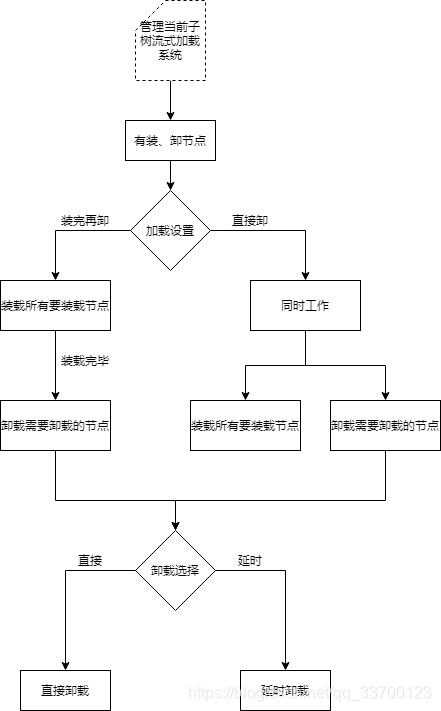 管理当前子
树流式加载
系统
有装、卸节点
装完再卸
加载设置
直接卸
装载所有要装载节点
同时工作
装载完毕
卸载需要卸载的节点
装载所有要装载节点
卸载需要卸载的节点
直接
卸载选择
延时
直接卸载
延时卸载